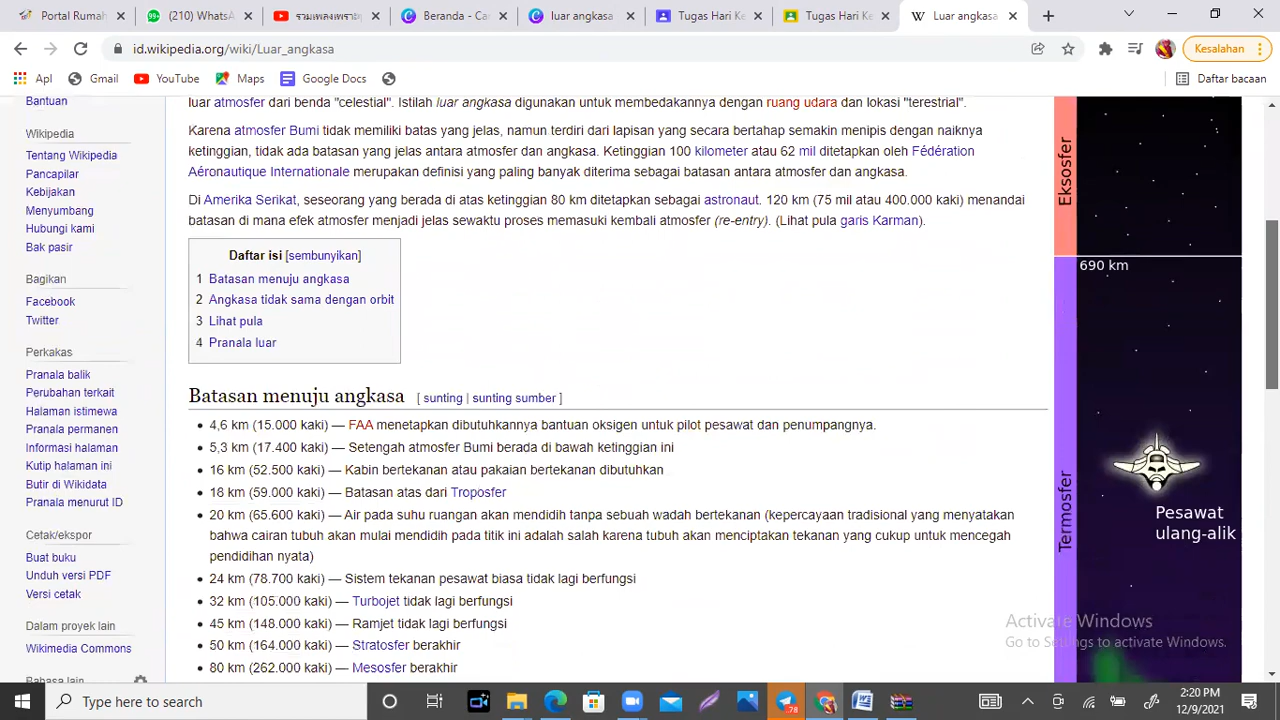 Portal Rumah
(210) WhatsA
Beranda - Can
luar angkasa
Tugas Hari Ke
Tugas Hari Ke
Luar angkasa
id.wikipedia.org/wiki/Luar_angkasa
Kesalahan
Apl
Gmail
YouTube
Maps
Google Docs
Daftar bacaan
Bantuan
Wikipedia
Tentang Wikipedia
Pancapilar
Kebijakan
Menyumbang
Hubungi kami
Bak pasir
Bagikan
Facebook
Twitter
Perkakas
Pranala balik
Perubahan terkait
Halaman istimewa
Pranala permanen
Informasi halaman
Kutip halaman ini
Butir di Wikidata
Pranala menurut ID
Cetak/ekspor
Buat buku
Unduh versi PDF
Versi cetak
Dalam proyek lain
Wikimedia Commons
Bahasa lain
luar atmosfer dari benda "celestial". Istilah luar angkasa digunakan untuk membedakannya dengan ruang udara dan lokasi "terestrial".
Karena atmosfer Bumi tidak memiliki batas yang jelas, namun terdiri dari lapisan yang secara bertahap semakin menipis dengan naiknya
ketinggian, tidak ada batasan yang jelas antara atmosfer dan angkasa. Ketinggian 100 kilometer atau 62 mil ditetapkan oleh Fédération
Aéronautique Internationale merupakan definisi yang paling banyak diterima sebagai batasan antara atmosfer dan angkasa.
Di Amerika Serikat, seseorang yang berada di atas ketinggian 80 km ditetapkan sebagai astronaut. 120 km (75 mil atau 400.000 kaki) menandai
batasan di mana efek atmosfer menjadi jelas sewaktu proses memasuki kembali atmosfer (re-entry). (Lihat pula garis Karman).
Daftar isi [sembunyikan]
1 Batasan menuju angkasa
2 Angkasa tidak sama dengan orbit
3 Lihat pula
4 Pranala luar
Batasan menuju angkasa [ sunting | sunting sumber ]
4,6 km (15.000 kaki) — FAA menetapkan dibutuhkannya bantuan oksigen untuk pilot pesawat dan penumpangnya.
5,3 km (17.400 kaki) — Setengah atmosfer Bumi berada di bawah ketinggian ini
16 km (52.500 kaki) — Kabin bertekanan atau pakaian bertekanan dibutuhkan
18 km (59.000 kaki) — Batasan atas dari Troposfer
20 km (65.600 kaki) — Air pada suhu ruangan akan mendidih tanpa sebuah wadah bertekanan (kepercayaan tradisional yang menyatakan
bahwa cairan tubuh akan mulai mendidih pada titik ini adalah salah kareha tubuh akan menciptakan tekanan yang cukup untuk mencegah
pendidihan nyata)
24 km (78.700 kaki) — Sistem tekanan pesawat biasa tidak lagi berfungsi
32 km (105.000 kaki) — Turbojet tidak lagi berfungsi
45 km (148.000 kaki) — Ramjet tidak lagi berfungsi
50 km (164.000 kaki) — Stratosfer berakhir
80 km (262.000 kaki) — Mesosfer berakhir
Eksosfer
690 km
Termosfer
Pesawat
ulang-alik
Activate Windows
Go to Settings to activate Windows.
Type here to search
78
2:20 PM
12/9/2021